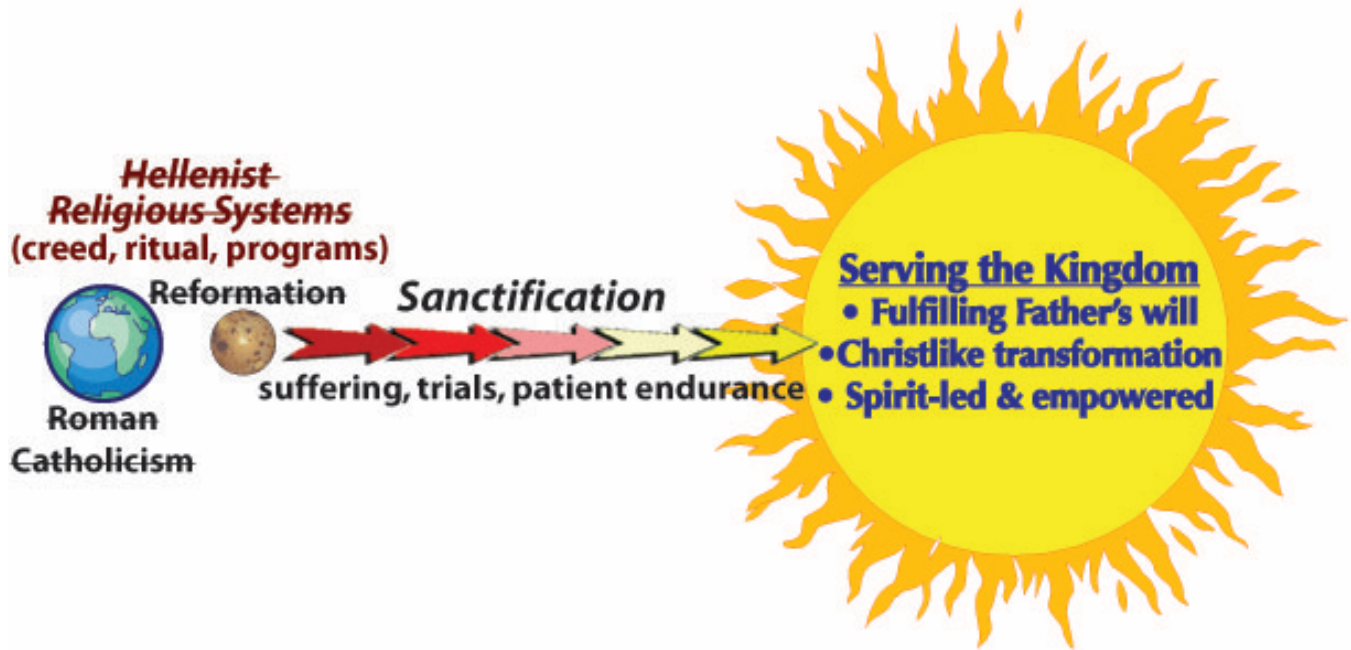 Hellenist
Religious Systems
(creed, ritual, programs)
Reformation
Roman
Catholicism
Sanctification
suffering, trials, patient endurance
Serving the Kingdom
• Fulfilling Father's will
•Christlike transformation
• Spirit-led & empowered